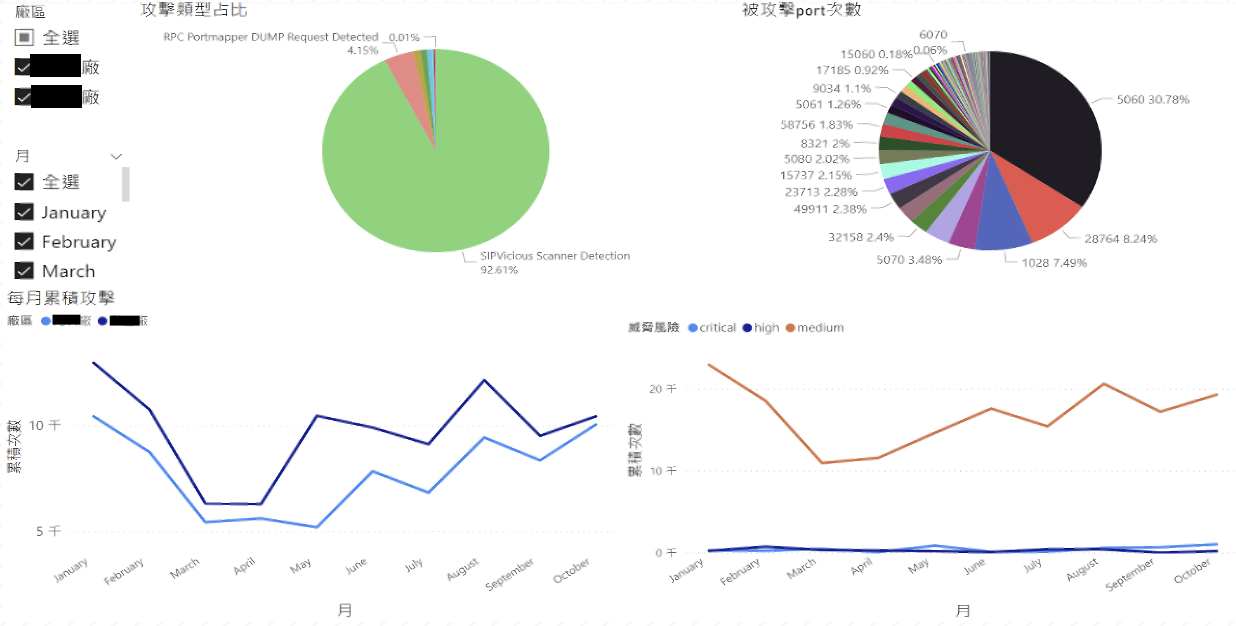 廠區
全選
廠
廠
月
全選
January
February
March
攻擊類型占比
RPC Portmapper DUMP Request Detected 0.01%
4.15%
SIPVicious Scanner Detection
92.61%
被攻擊port次數
6070
0.06%
15060 0.18%
17185 0.92%
9034 1.1%
5061 1.26%
58756 1.83%
8321 2%
5080 2.02%
15737 2.15%
23713 2.28%
49911 2.38%
32158 2.4%
5070 3.48%
1028 7.49%
28764 8.24%
5060 30.78%
每月累積攻擊
廠區 廠 廠
累積次數
10 千
5 千
January February March April May June July August September October
月
威脅風險 critical high medium
累積次數
20 千
10 千
0 千
January February March April May June July August September October
月